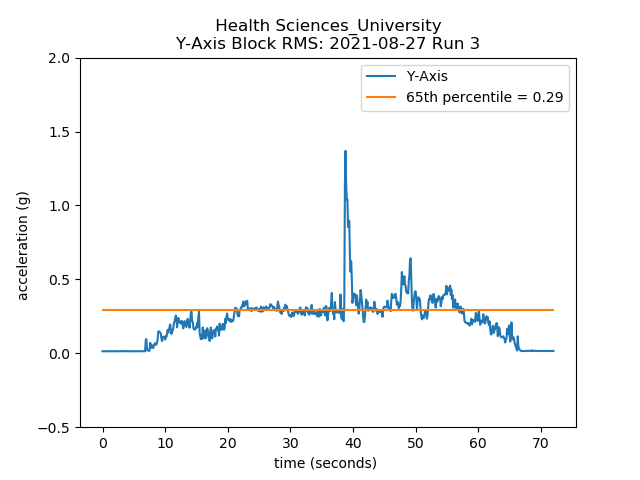 Health Sciences_University
Y-Axis Block RMS: 2021-08-27 Run 3
Y-Axis
65th percentile = 0.29
acceleration (g)
2.0
1.5
1.0
0.5
0.0
−0.5
0 10 20 30 40 50 60 70
time (seconds)